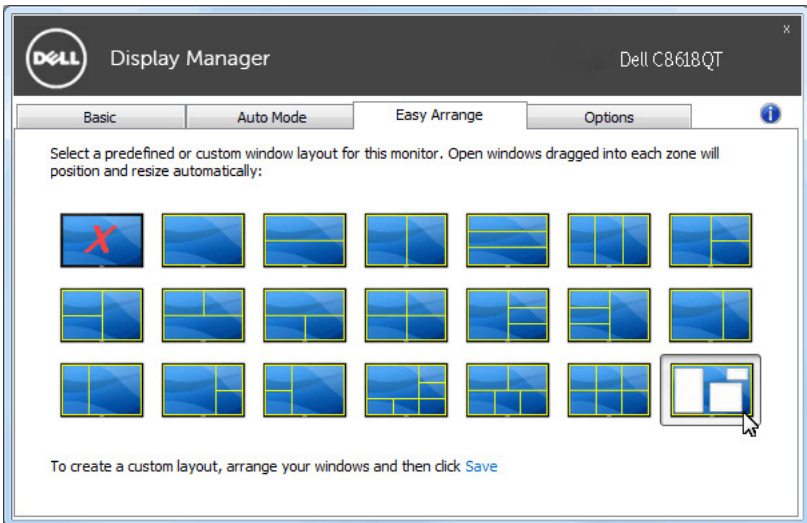 DELL
Display Manager
Dell C8618QT
x
Basic
Auto Mode
Easy Arrange
Options
i
Select a predefined or custom window layout for this monitor. Open windows dragged into each zone will
position and resize automatically:
X
To create a custom layout, arrange your windows and then click Save